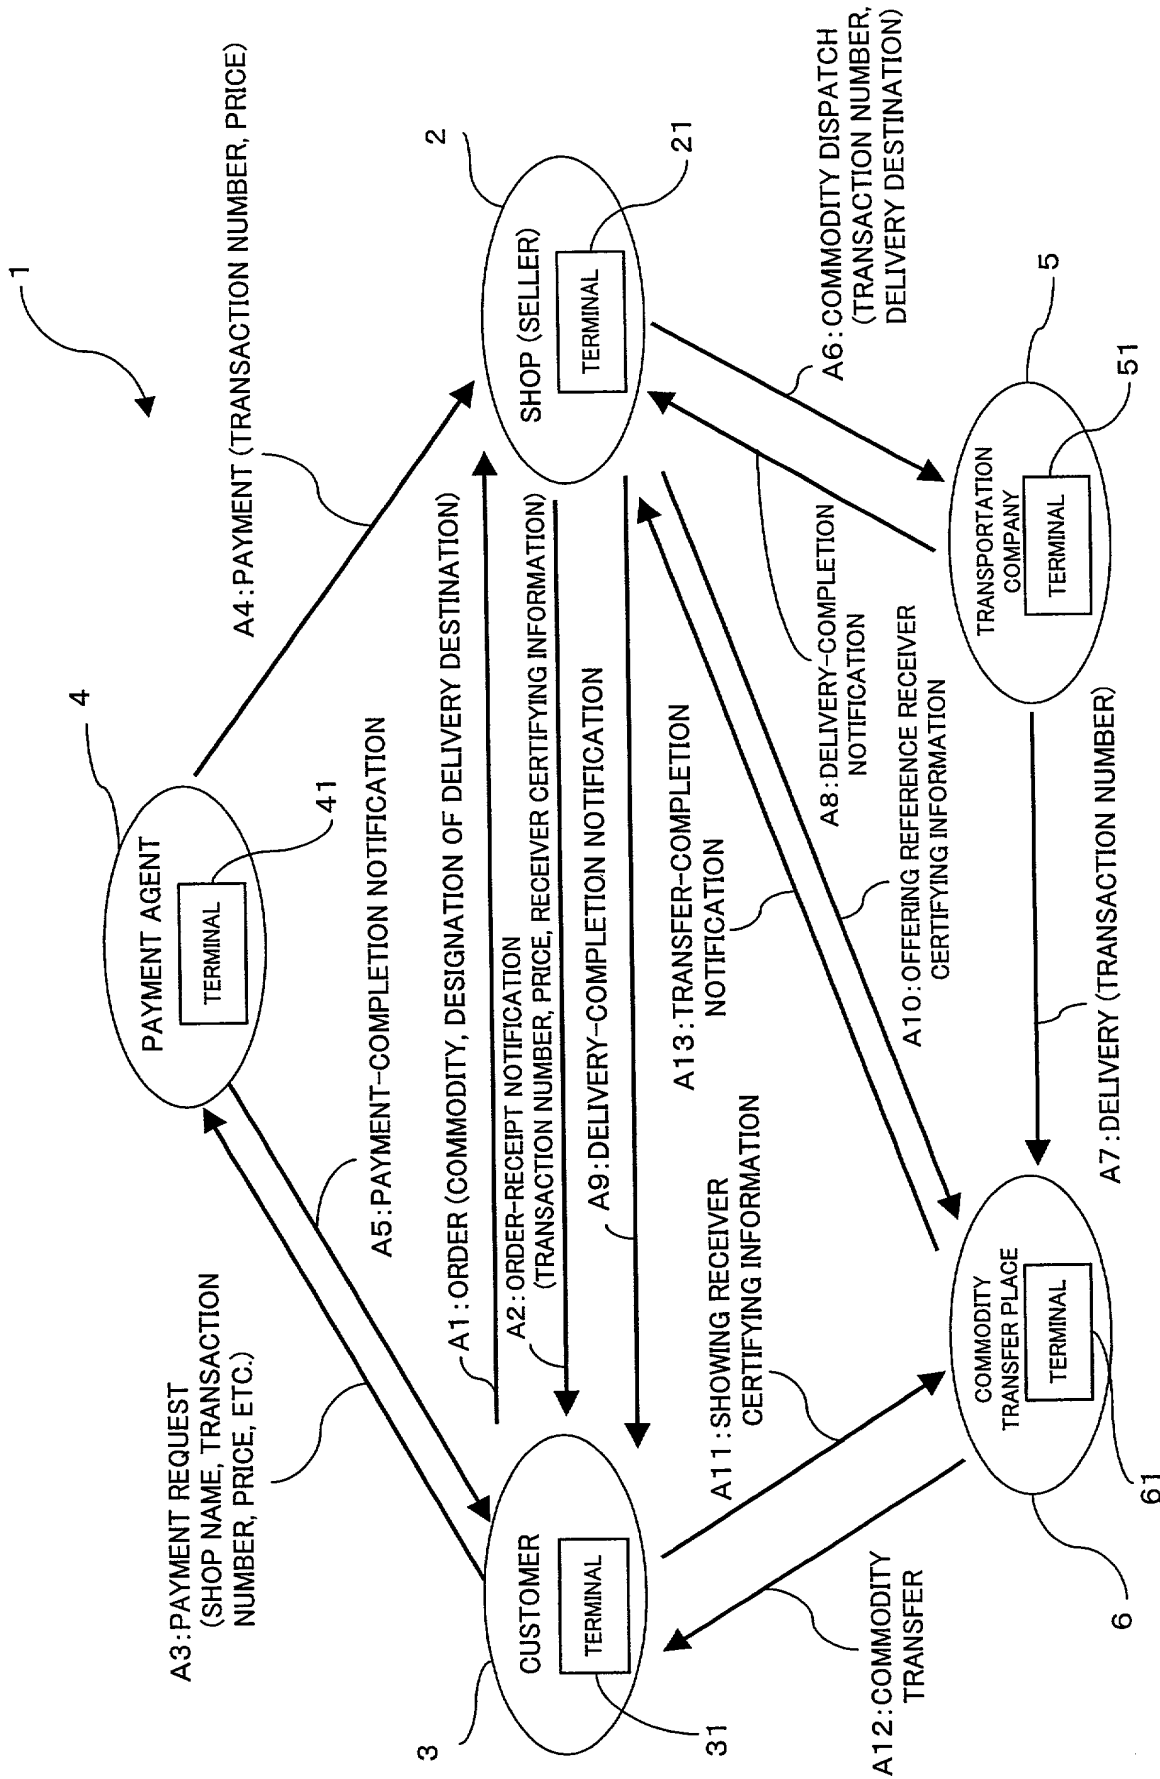 1
A4:PAYMENT (TRANSACTION NUMBER, PRICE)
4
PAYMENT AGENT
TERMINAL
41
A3:PAYMENT REQUEST
(SHOP NAME, TRANSACTION
NUMBER, PRICE, ETC.)
A5:PAYMENT-COMPLETION NOTIFICATION
2
SHOP (SELLER)
TERMINAL
21
A1:ORDER (COMMODITY, DESIGNATION OF DELIVERY DESTINATION)
A2:ORDER-RECEIPT NOTIFICATION
(TRANSACTION NUMBER, PRICE, RECEIVER CERTIFYING INFORMATION)
A9:DELIVERY-COMPLETION NOTIFICATION
3
CUSTOMER
TERMINAL
31
A13:TRANSFER-COMPLETION
NOTIFICATION
A11:SHOWING RECEIVER
CERTIFYING INFORMATION
A8:DELIVERY-COMPLETION
NOTIFICATION
A6:COMMODITY DISPATCH
(TRANSACTION NUMBER,
DELIVERY DESTINATION)
A10:OFFERING REFERENCE RECEIVER
CERTIFYING INFORMATION
A12:COMMODITY
TRANSFER
5
TRANSPORTATION
COMPANY
TERMINAL
51
COMMODITY
TRANSFER PLACE
TERMINAL
6
61
A7:DELIVERY (TRANSACTION NUMBER)